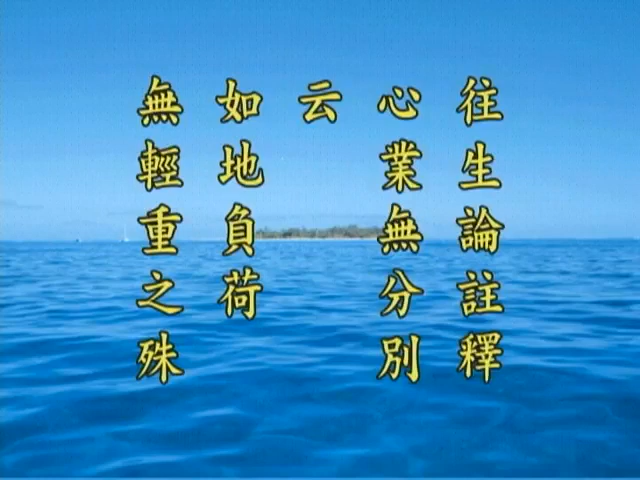 往生論註釋
心業無分別
云
如地負荷
無輕重之殊